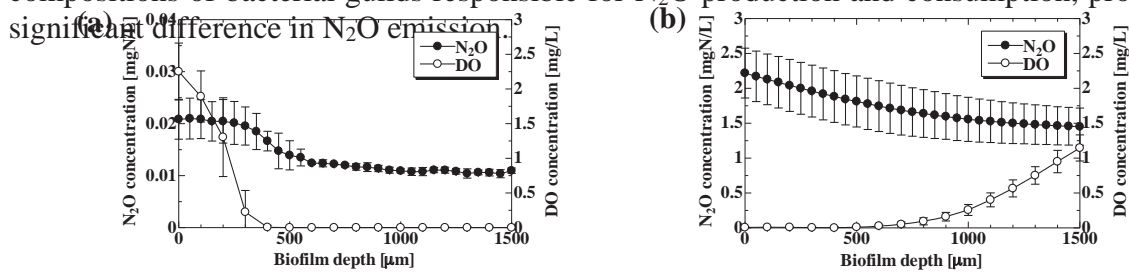 compositions of bacterial guilds responsible for N₂O production and consumption, pro
significant difference in N₂O emission.
(a)
N₂O concentration [mgN/L]
0.04
0.03
0.02
0.01
0
N₂O
DO
3
2.5
2
1.5
1
0.5
0
DO concentration [mg/L]
0 500 1000 1500
Biofilm depth [µm]
(b)
N₂O concentration [mgN/L]
3
2.5
2
1.5
1
0.5
0
N₂O
DO
3
2.5
2
1.5
1
0.5
0
DO concentration [mg/L]
0 500 1000 1500
Biofilm depth [µm]